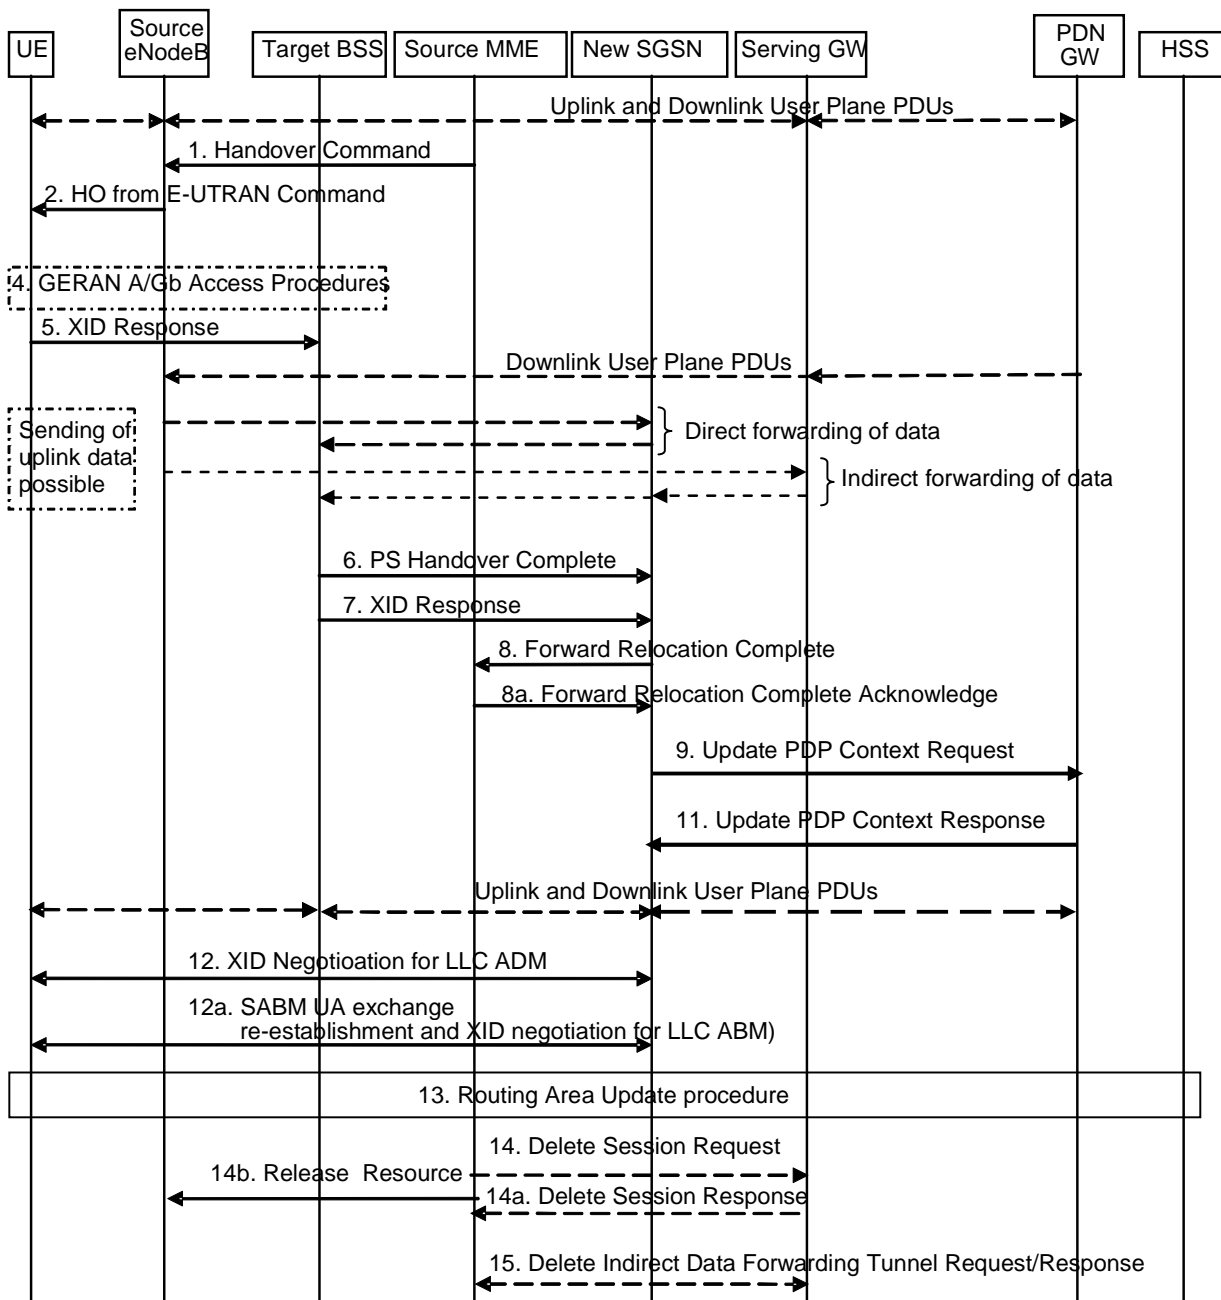 UE
Source
eNodeB
Target BSS
Source MME
New SGSN
Serving GW
PDN
GW
HSS
Uplink and Downlink User Plane PDUs
1. Handover Command
2. HO from E-UTRAN Command
4. GERAN A/Gb Access Procedures
5. XID Response
Downlink User Plane PDUs
Sending of
uplink data
possible
Direct forwarding of data
Indirect forwarding of data
6. PS Handover Complete
7. XID Response
8. Forward Relocation Complete
8a. Forward Relocation Complete Acknowledge
9. Update PDP Context Request
11. Update PDP Context Response
Uplink and Downlink User Plane PDUs
12. XID Negotioation for LLC ADM
12a. SABM UA exchange
re-establishment and XID negotiation for LLC ABM)
13. Routing Area Update procedure
14. Delete Session Request
14b. Release Resource
14a. Delete Session Response
15. Delete Indirect Data Forwarding Tunnel Request/Response